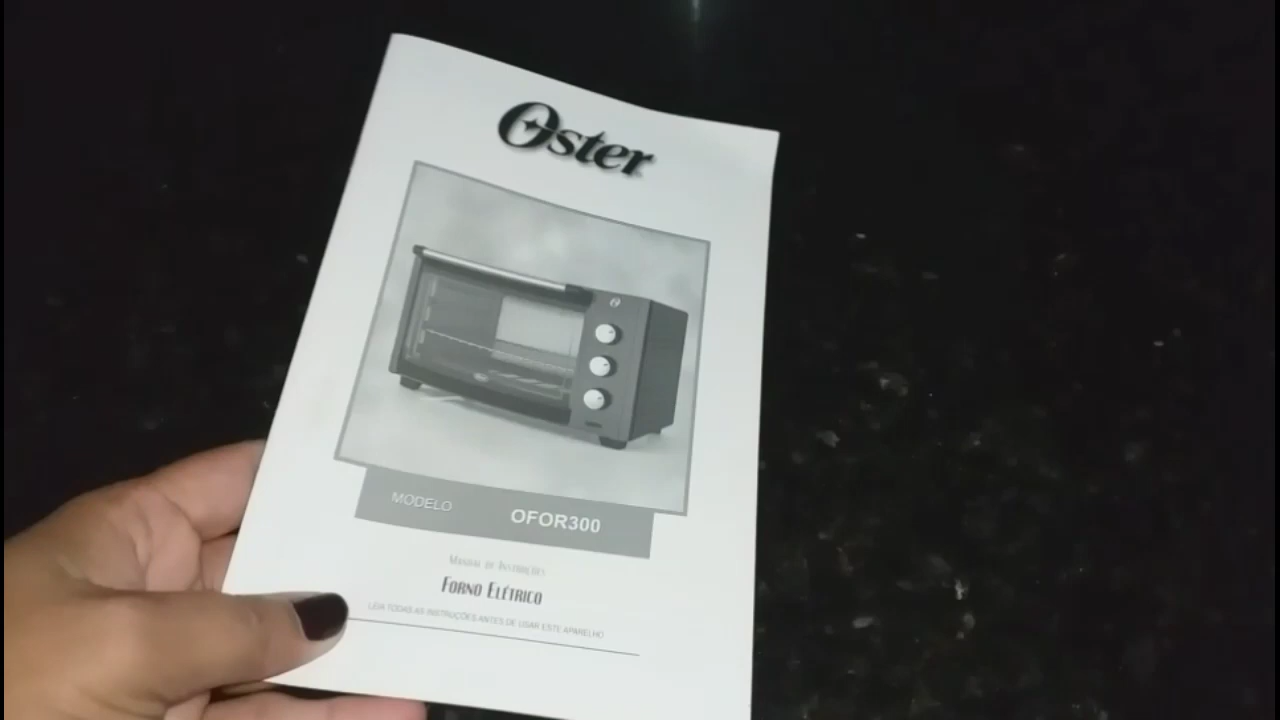 Oster
MODELO OFOR300
MANUAL DE INSTRUÇÕES
FORNO ELÉTRICO
LEIA TODAS AS INSTRUÇÕES ANTES DE USAR ESTE APARELHO